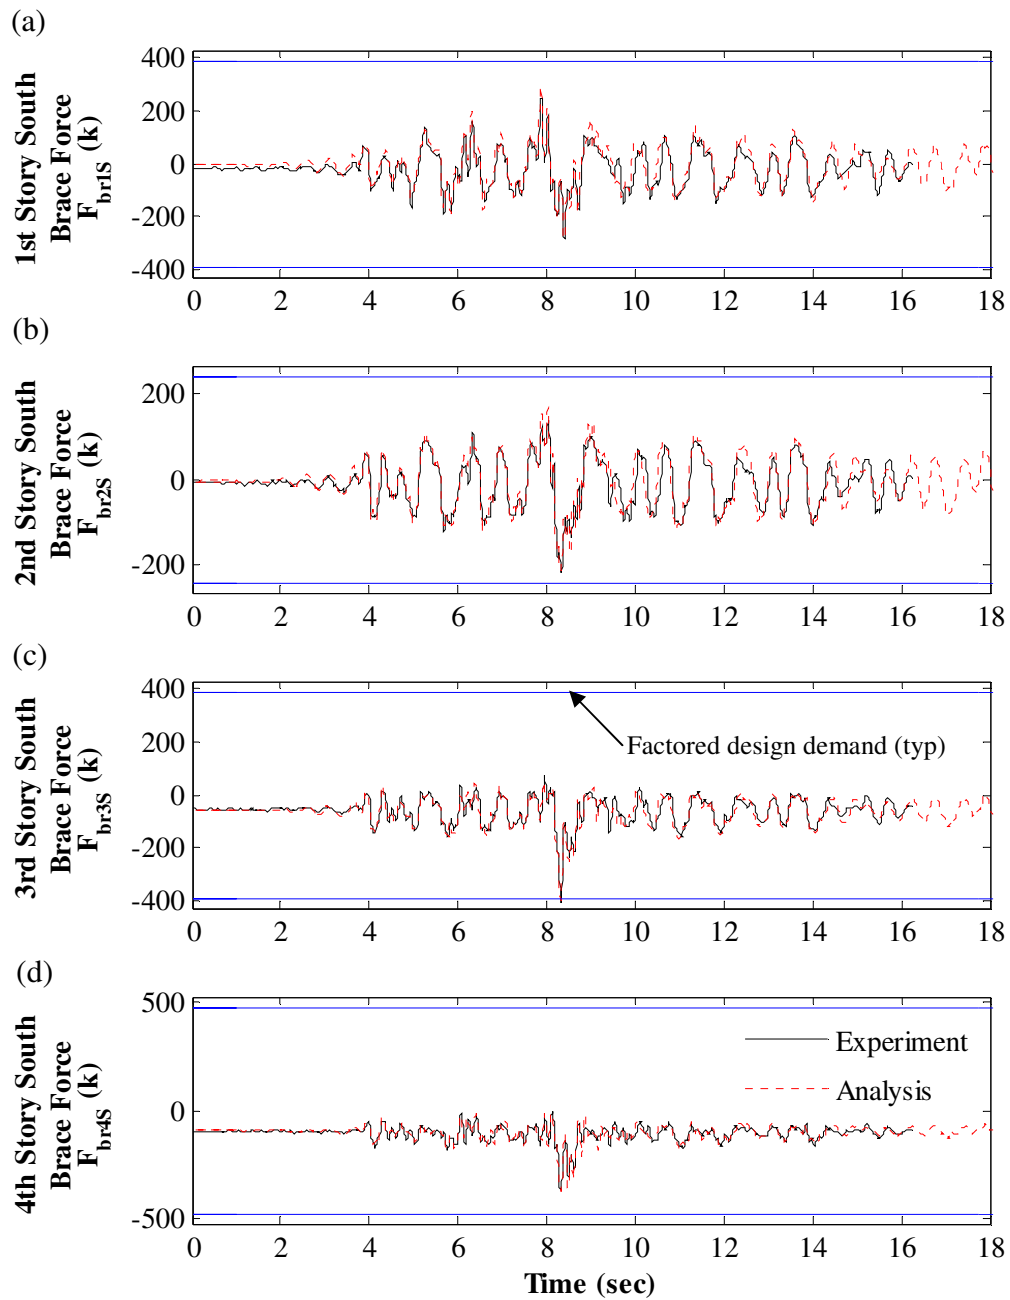 (a)
1st Story South
Brace Force
F_br1S (k)
400
200
0
-200
-400
0 2 4 6 8 10 12 14 16 18
(b)
2nd Story South
Brace Force
F_br2S (k)
200
0
-200
0 2 4 6 8 10 12 14 16 18
(c)
3rd Story South
Brace Force
F_br3S (k)
400
200
0
-200
-400
Factored design demand (typ)
0 2 4 6 8 10 12 14 16 18
(d)
4th Story South
Brace Force
F_br4S (k)
500
0
-500
Experiment
Analysis
0 2 4 6 8 10 12 14 16 18
Time (sec)